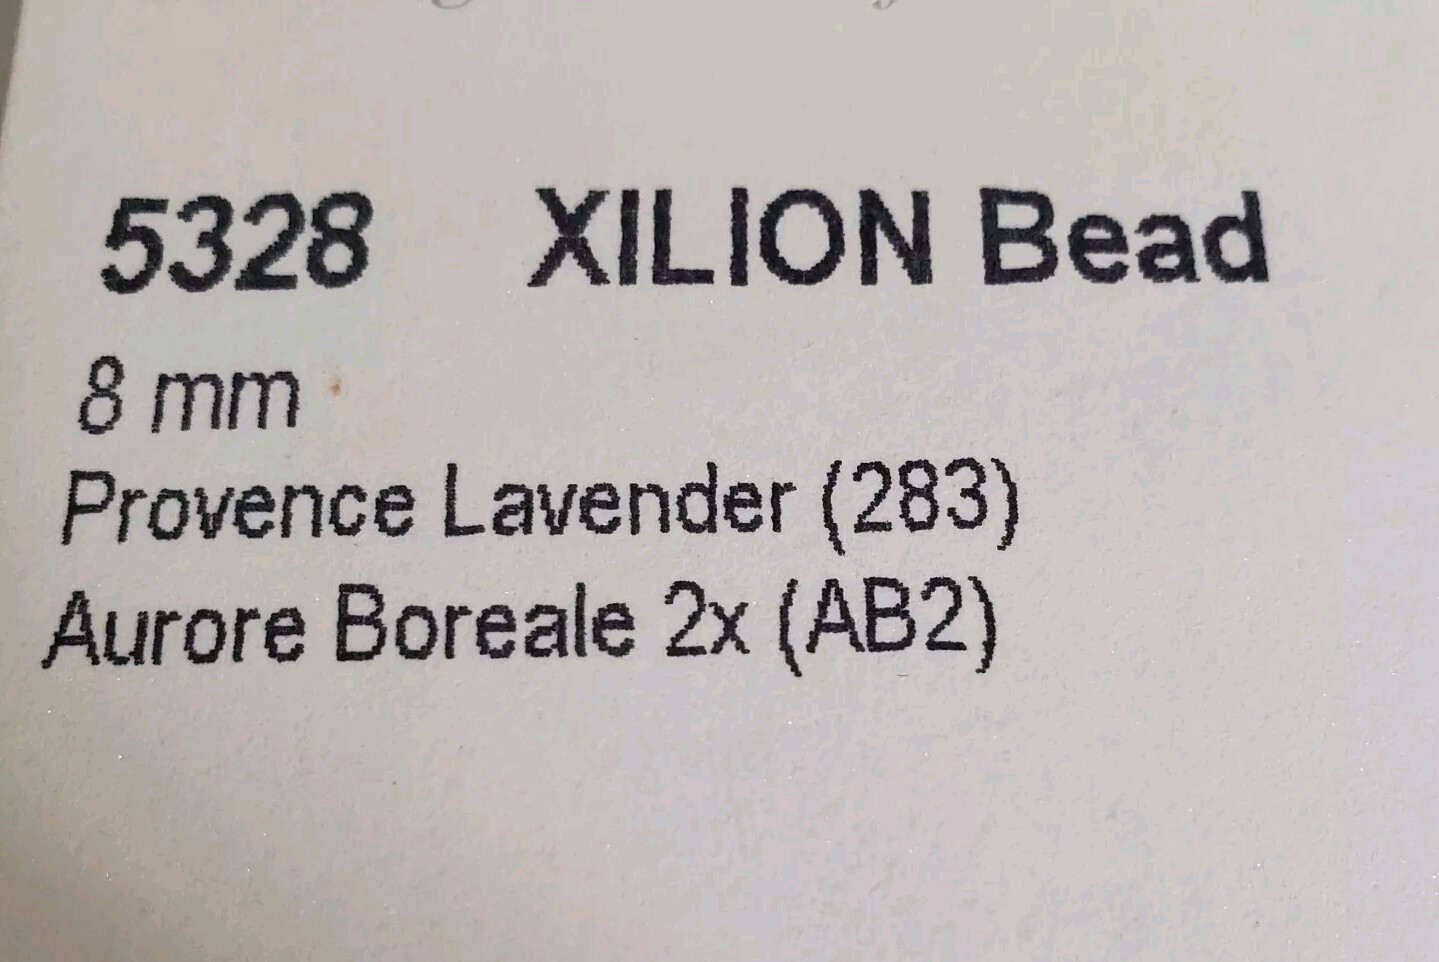 5328 XILION Bead
8 mm
Provence Lavender (283)
Aurore Boreale 2x (AB2)